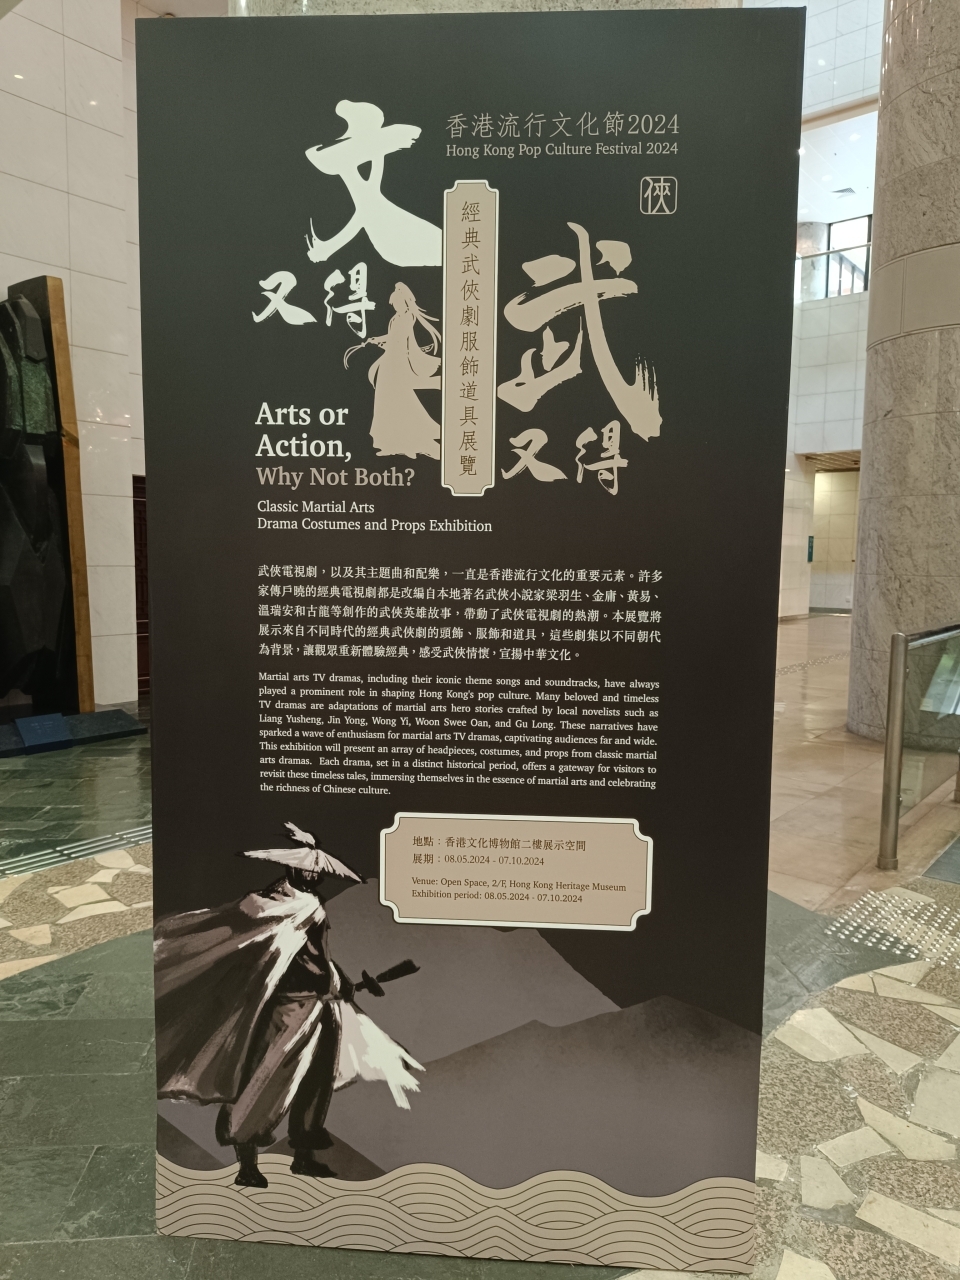 香港流行文化節2024
Hong Kong Pop Culture Festival 2024
俠
文
又得
武
又得
經典武俠劇服飾道具展覽
Arts or
Action,
Why Not Both?
Classic Martial Arts
Drama Costumes and Props Exhibition
武俠電視劇，以及其主題曲和配樂，一直是香港流行文化的重要元素。許多
家傳戶曉的經典電視劇都是改編自本地著名武俠小說家梁羽生、金庸、黃易、
溫瑞安和古龍等創作的武俠英雄故事，帶動了武俠電視劇的熱潮。本展覽將
展示來自不同時代的經典武俠劇的頭飾、服飾和道具，這些劇集以不同朝代
為背景，讓觀眾重新體驗經典，感受武俠情懷，宣揚中華文化。
Martial arts TV dramas, including their iconic theme songs and soundtracks, have always
played a prominent role in shaping Hong Kong's pop culture. Many beloved and timeless
TV dramas are adaptations of martial arts hero stories crafted by local novelists such as
Liang Yusheng, Jin Yong, Wong Yi, Woon Swee Oan, and Gu Long. These narratives have
sparked a wave of enthusiasm for martial arts TV dramas, captivating audiences far and wide.
This exhibition will present an array of headpieces, costumes, and props from classic martial
arts dramas. Each drama, set in a distinct historical period, offers a gateway for visitors to
revisit these timeless tales, immersing themselves in the essence of martial arts and celebrating
the richness of Chinese culture.
地點：香港文化博物館二樓展示空間
展期：08.05.2024 - 07.10.2024
Venue: Open Space, 2/F, Hong Kong Heritage Museum
Exhibition period: 08.05.2024 - 07.10.2024